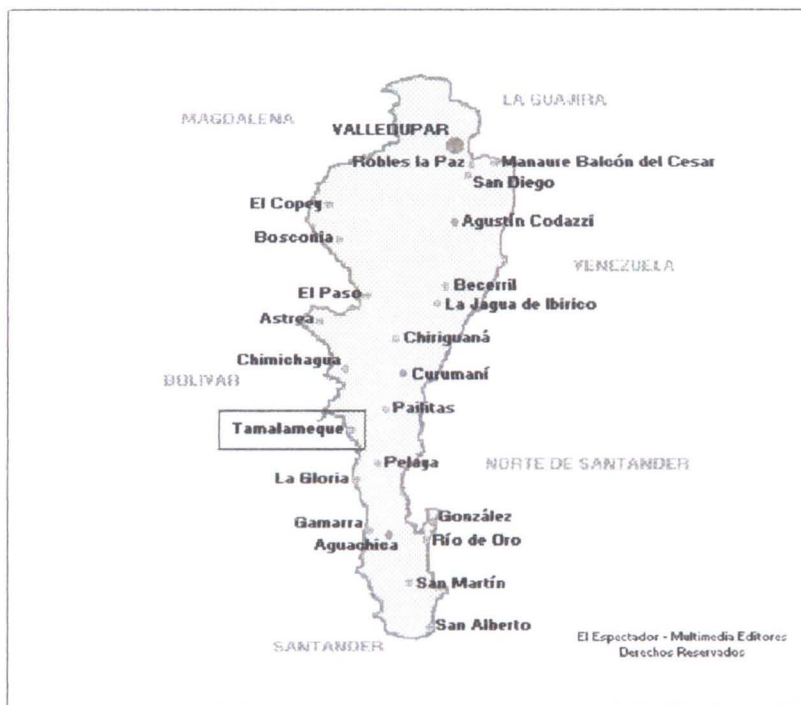 LA GUAJIRA
MAGDALENA
VALLEDUPAR
Robles la Paz
Manaure Balcón del Cesar
San Diego
El Copey
Agustín Codazzi
Bosconia
VENEZUELA
Becerril
El Paso
La Jagua de Ibirico
Astrea
Chiriguaná
Chimichagua
Curumaní
BOLIVAR
Pailitas
Tamalameque
Pelaya
NORTE DE SANTANDER
La Gloria
González
Gamarra
Aguachica
Río de Oro
San Martín
San Alberto
SANTANDER
El Espectador - Multimedia Editores
Derechos Reservados